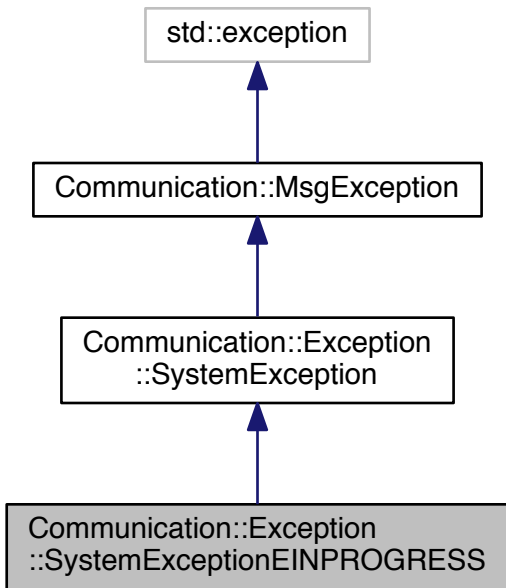 std::exception
Communication::MsgException
Communication::Exception
::SystemException
Communication::Exception
::SystemExceptionEINPROGRESS